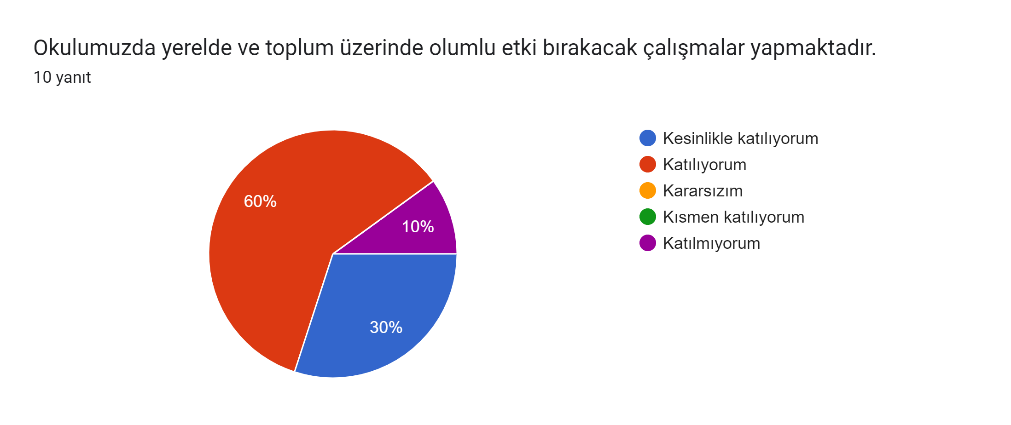 Okulumuzda yerelde ve toplum üzerinde olumlu etki bırakacak çalışmalar yapmaktadır.
10 yanıt
Kesinlikle katılıyorum
Katılıyorum
Kararsızım
Kısmen katılıyorum
Katılmıyorum
60%
10%
30%